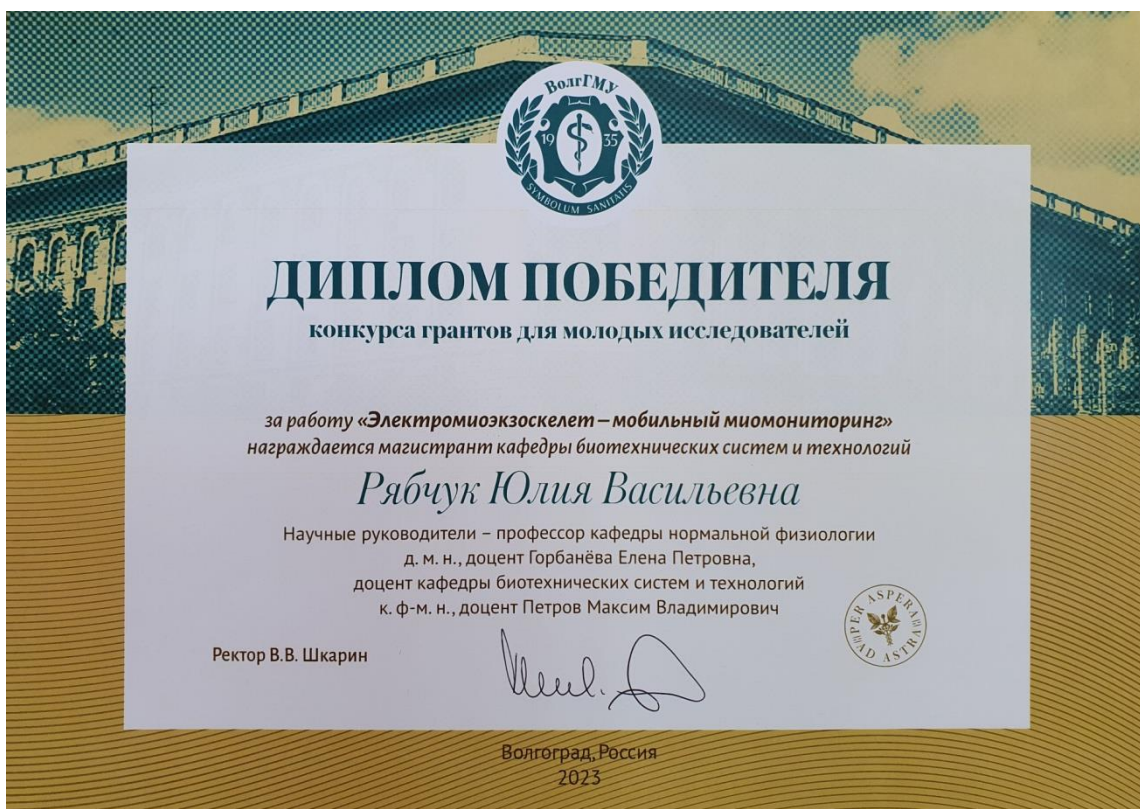 ВолгГМУ
1935
SYMBOLUM SANITATIS
ДИПЛОМ ПОБЕДИТЕЛЯ
конкурса грантов для молодых исследователей
за работу «Электромиоэкзоскелет – мобильный миомониторинг»
награждается магистрант кафедры биотехнических систем и технологий
Рябчук Юлия Васильевна
Научные руководители – профессор кафедры нормальной физиологии
д. м. н., доцент Горбанёва Елена Петровна,
доцент кафедры биотехнических систем и технологий
к. ф-м. н., доцент Петров Максим Владимирович
PER ASPERA
AD ASTRA
Ректор В.В. Шкарин
Волгоград, Россия
2023